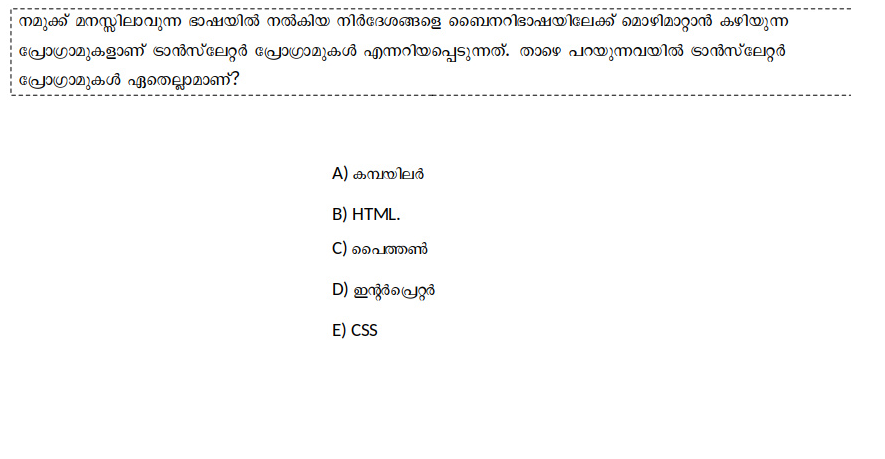 നമുക്ക് മനസ്സിലാവുന്ന ഭാഷയിൽ നൽകിയ നിർദേശങ്ങളെ ബൈനറിഭാഷയിലേക്ക് മൊഴിമാറ്റാൻ കഴിയുന്ന
പ്രോഗ്രാമുകളാണ് ട്രാൻസ്‌ലേറ്റർ പ്രോഗ്രാമുകൾ എന്നറിയപ്പെടുന്നത്. താഴെ പറയുന്നവയിൽ ട്രാൻസ്‌ലേറ്റർ
പ്രോഗ്രാമുകൾ ഏതെല്ലാമാണ്?
A) കമ്പയിലർ
B) HTML.
C) പൈത്തൺ
D) ഇന്റർപ്രെറ്റർ
E) CSS